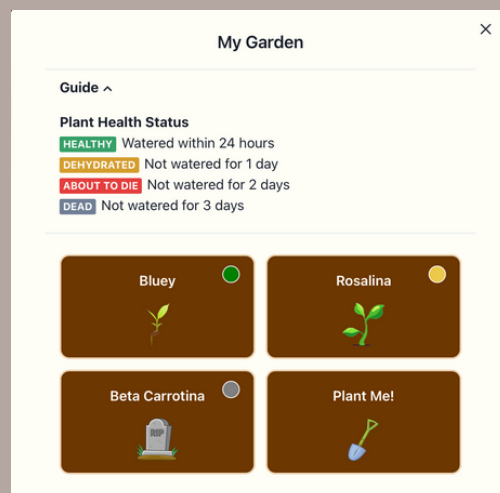 My Garden
Guide
Plant Health Status
HEALTHY Watered within 24 hours
DEHYDRATED Not watered for 1 day
ABOUT TO DIE Not watered for 2 days
DEAD Not watered for 3 days
Bluey
Rosalina
Beta Carrotina
Plant Me!
RIP